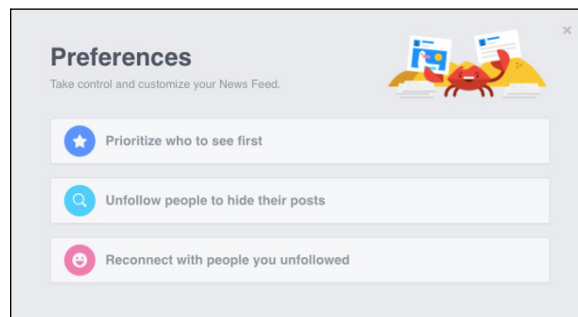 Preferences
Take control and customize your News Feed.
Prioritize who to see first
Unfollow people to hide their posts
Reconnect with people you unfollowed